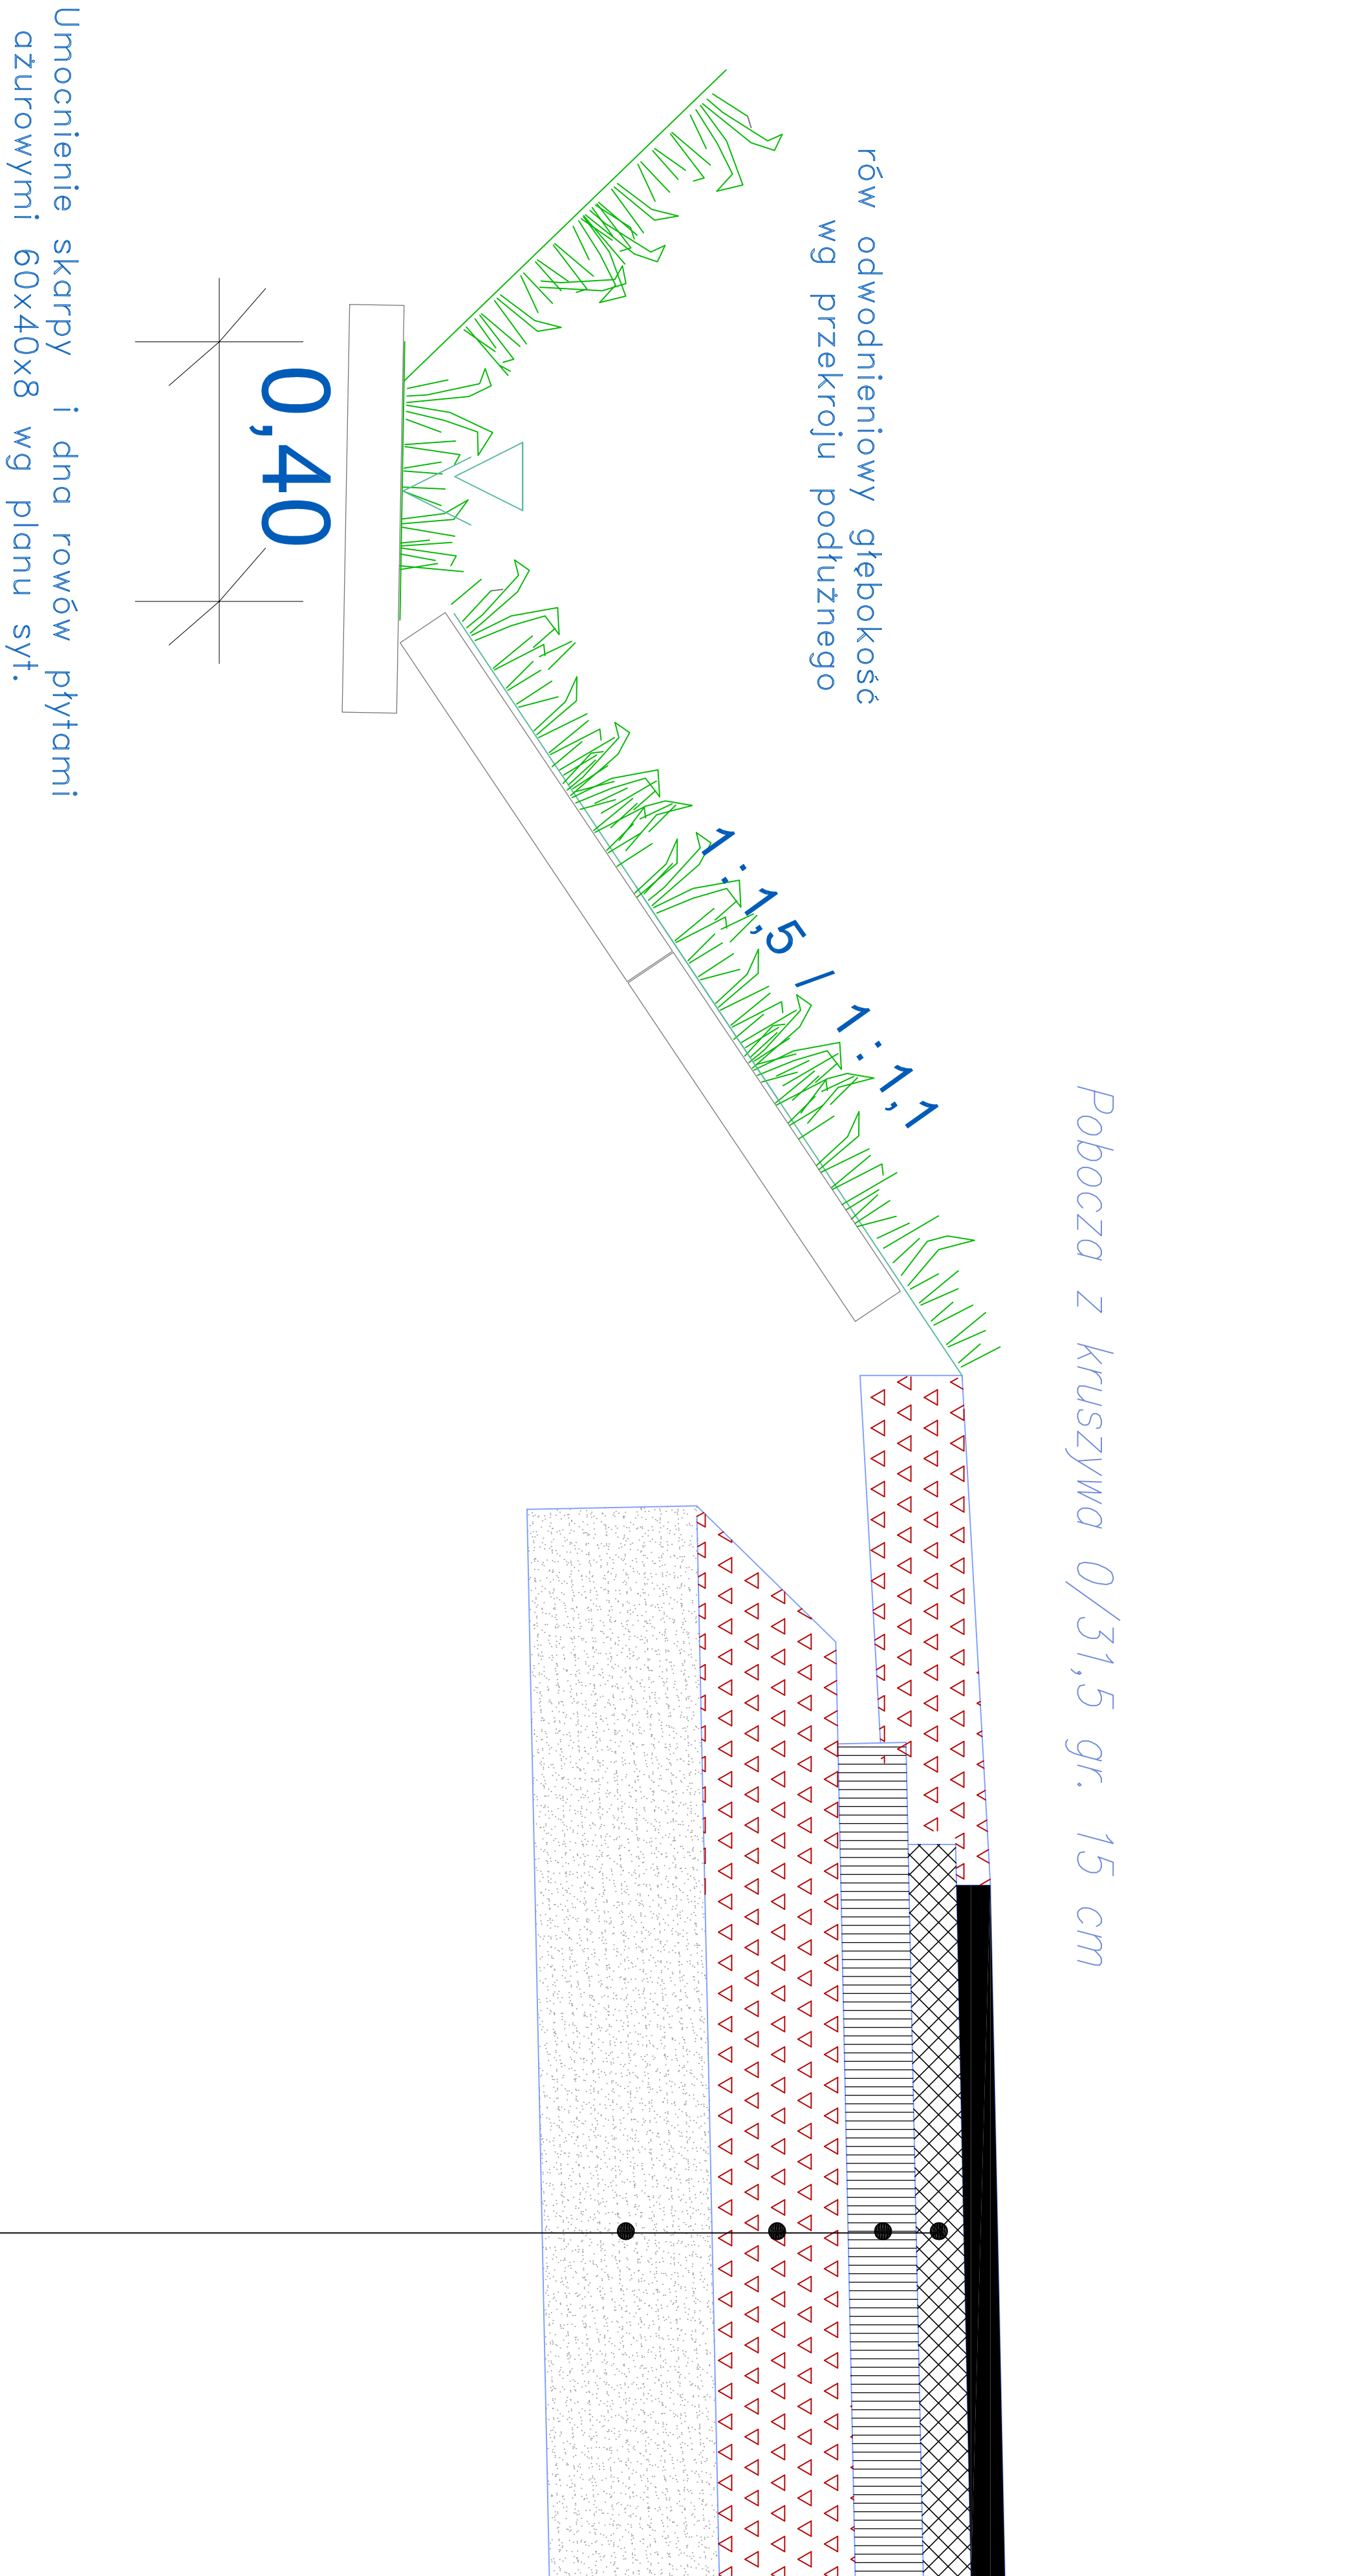 Pobocza z kruszywa 0/31,5 gr. 15 cm
rów odwodnieniowy głębokość
wg przekroju podłużnego
1:1,5 / 1:1,1
0,40
Umocnienie skarpy i dna rowów płytami
ażurowymi 60x40x8 wg planu syt.